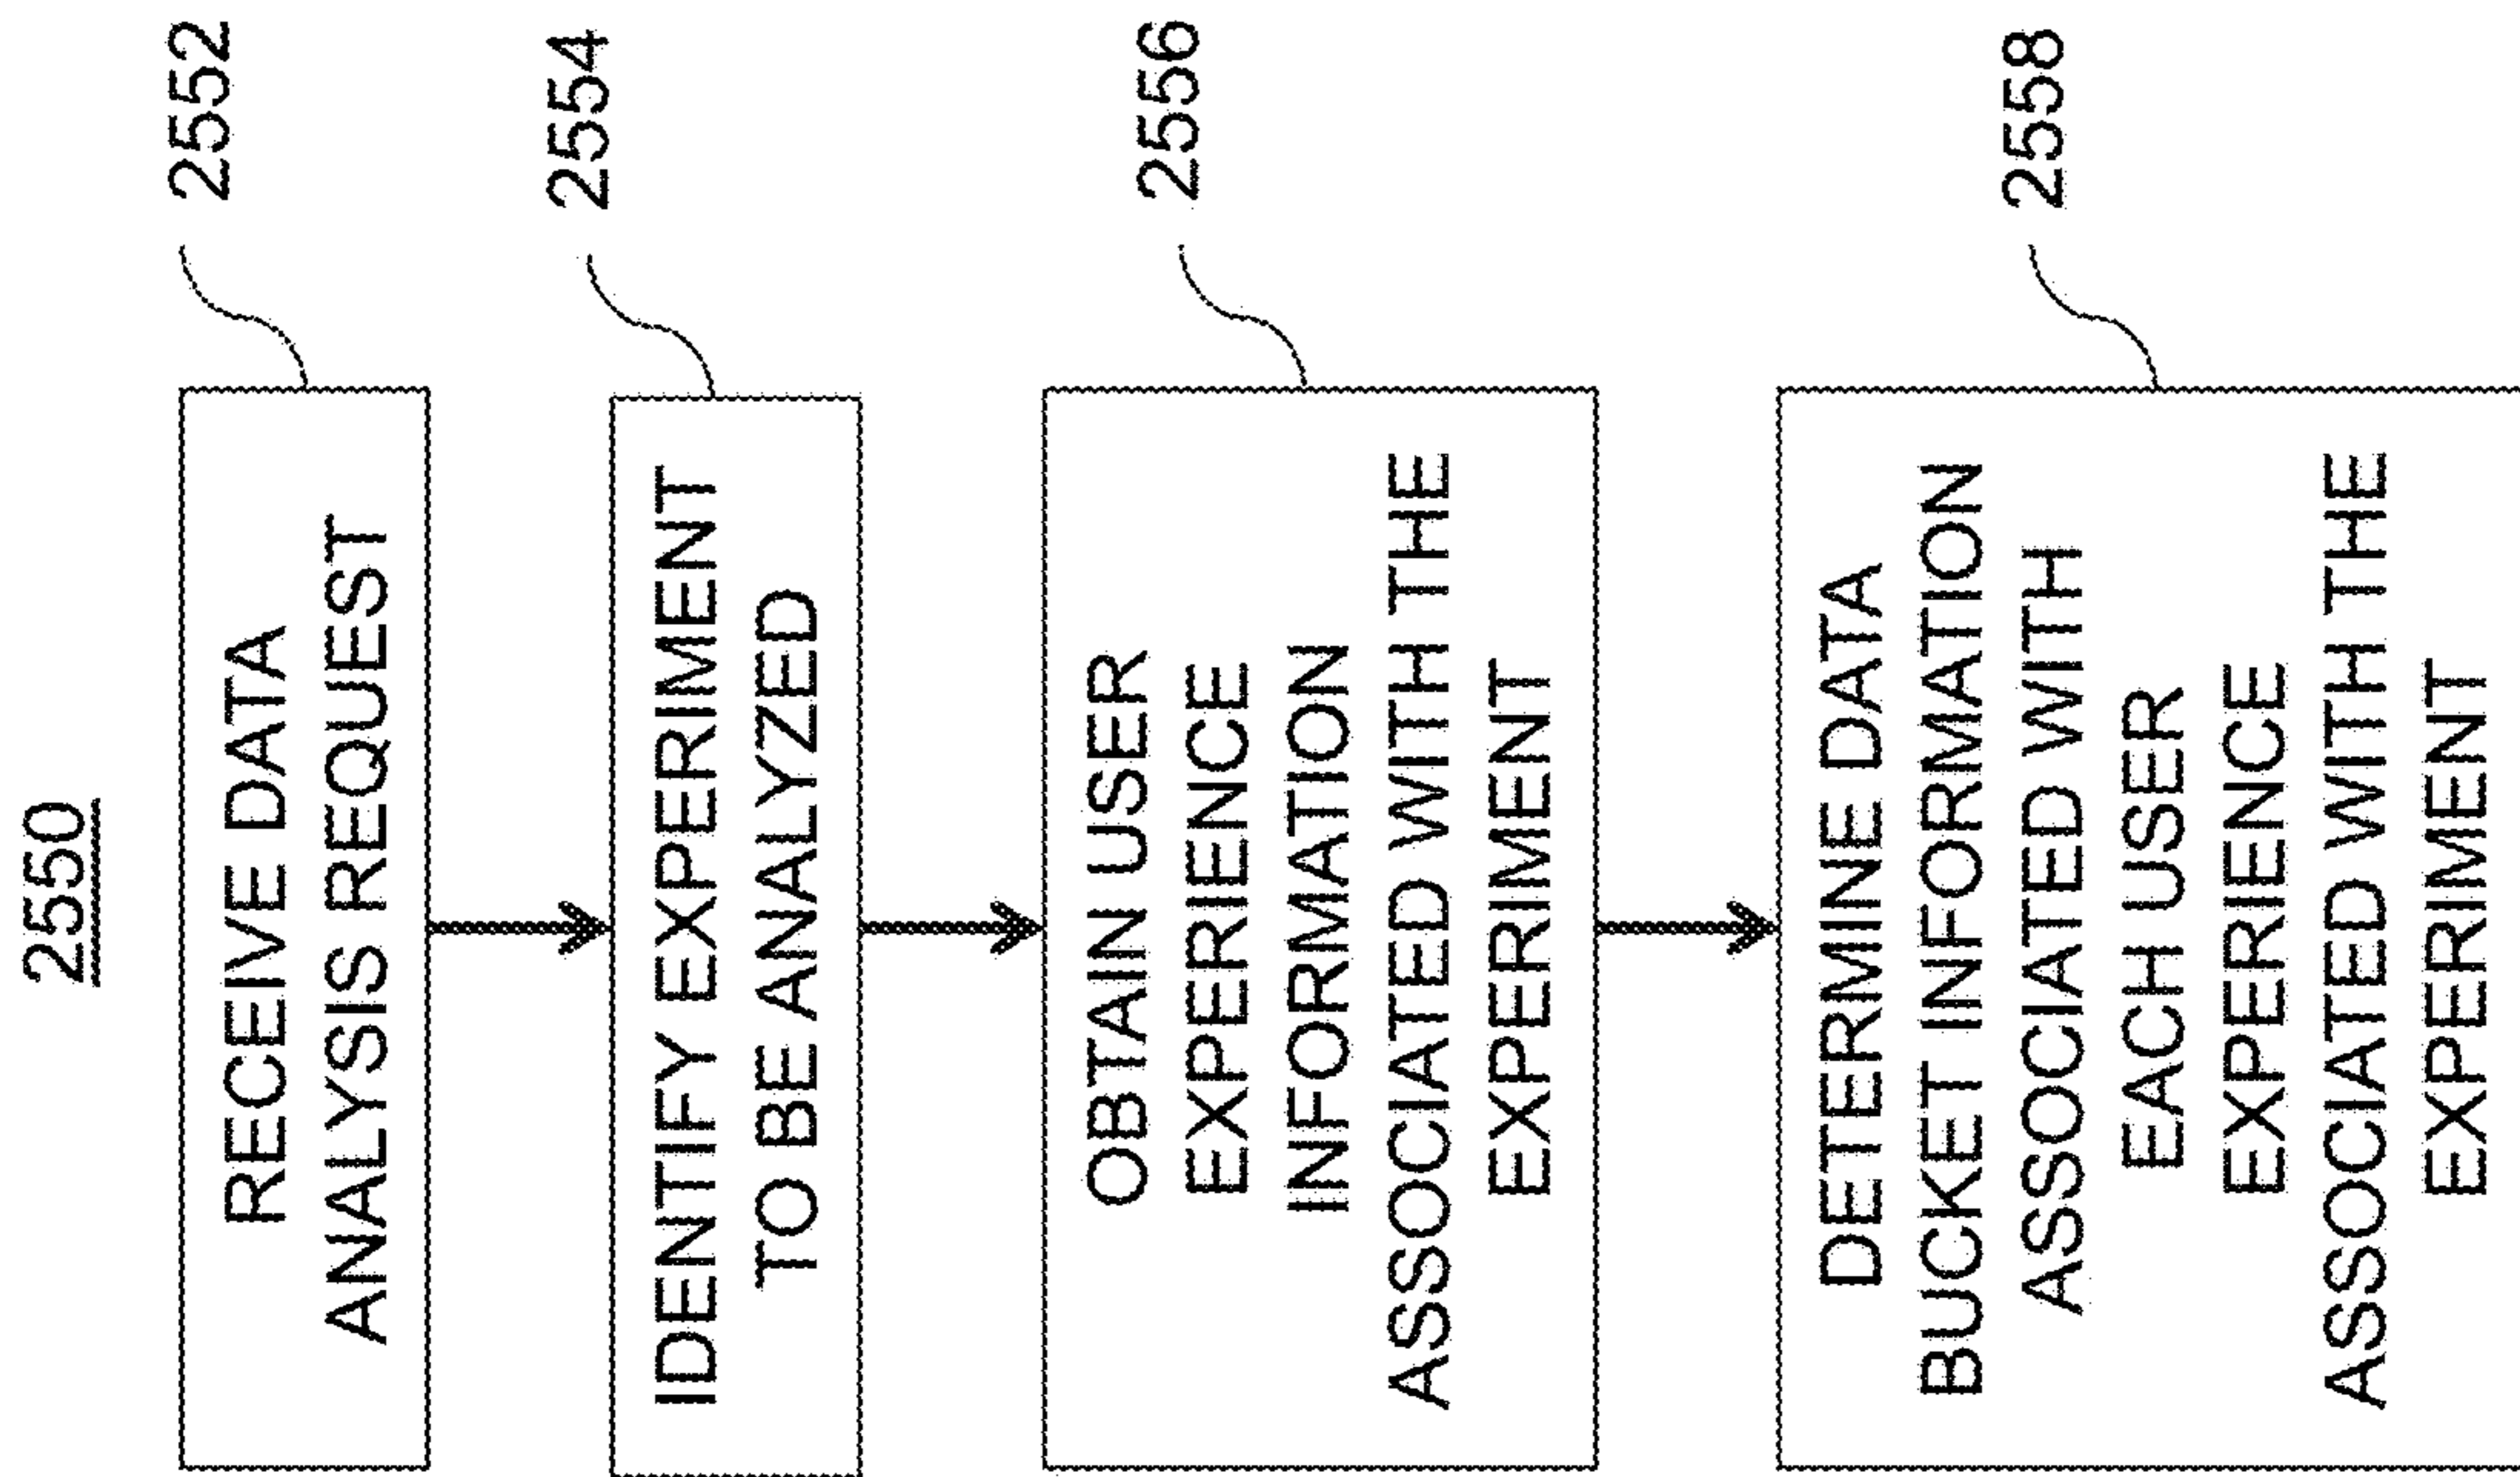 2550
RECEIVE DATA
ANALYSIS REQUEST
2552
IDENTIFY EXPERIMENT
TO BE ANALYZED
2554
OBTAIN USER
EXPERIENCE
INFORMATION
ASSOCIATED WITH THE
EXPERIMENT
2556
DETERMINE DATA
BUCKET INFORMATION
ASSOCIATED WITH
EACH USER
EXPERIENCE
ASSOCIATED WITH THE
EXPERIMENT
2558